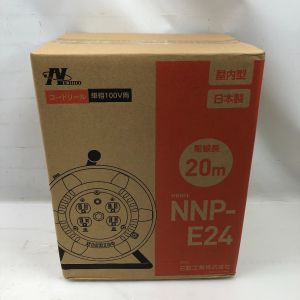 コードリール 単相100V用
屋内型
日本製
電線長
20m
NNP-
E24
日動工業株式会社